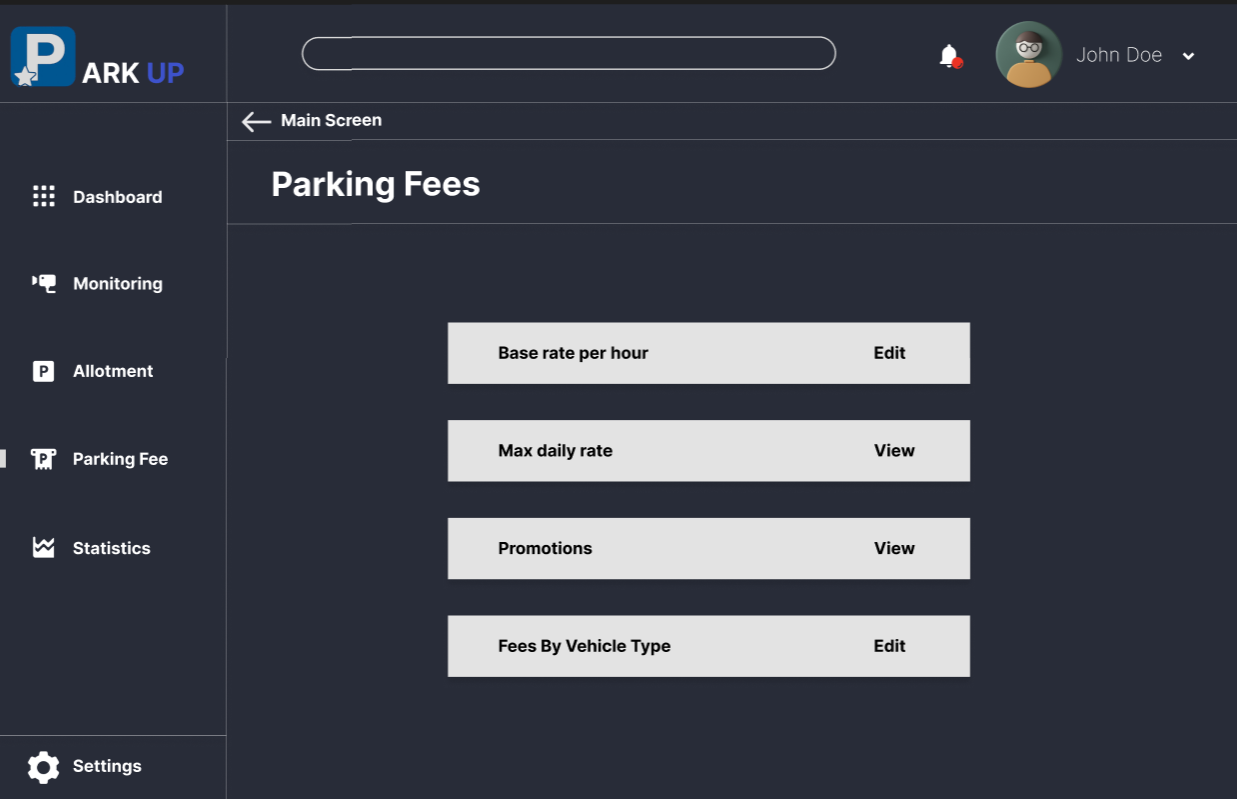 PARK UP
John Doe
Main Screen
Parking Fees
Dashboard
Monitoring
P Allotment
P Parking Fee
Statistics
Settings
Base rate per hour Edit
Max daily rate View
Promotions View
Fees By Vehicle Type Edit